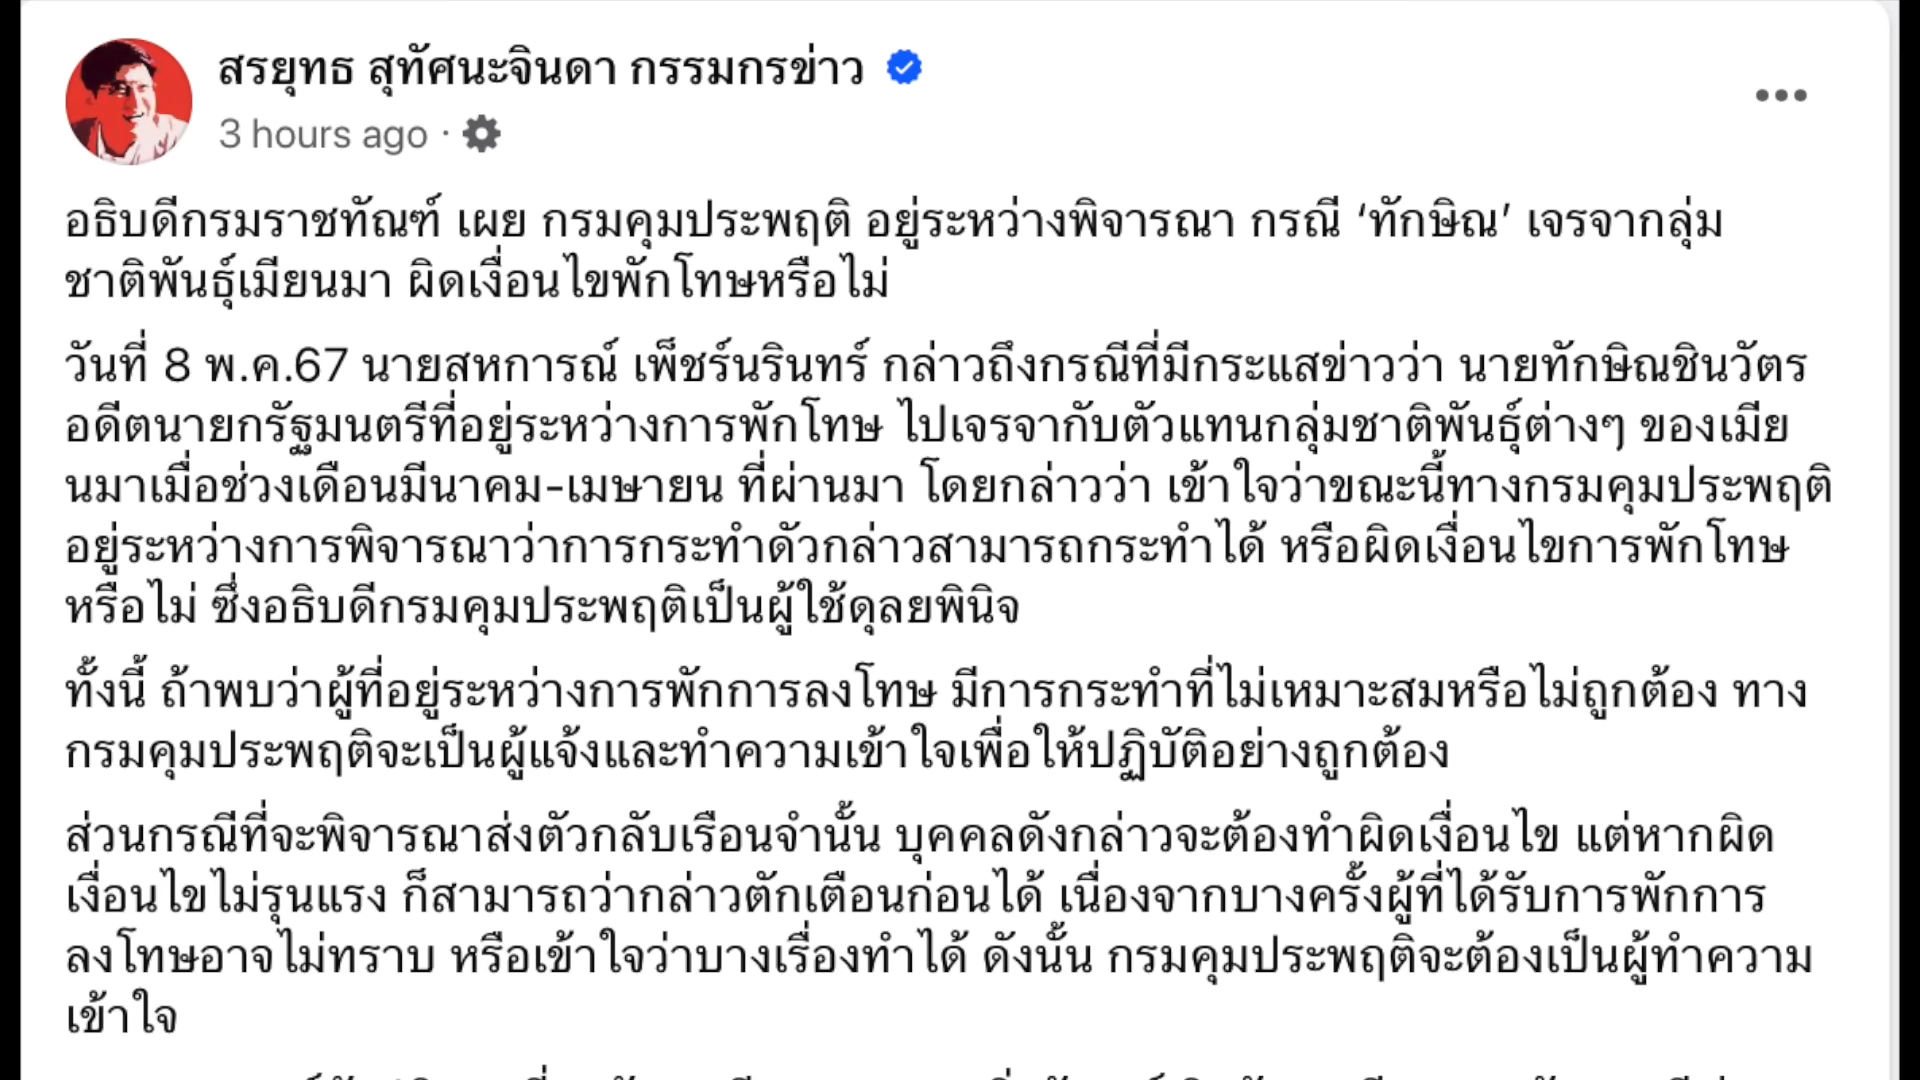 สรยุทธ สุทัศนะจินดา กรรมกรข่าว
3 hours ago ·
อธิบดีกรมราชทัณฑ์ เผย กรมคุมประพฤติ อยู่ระหว่างพิจารณา กรณี ‘ทักษิณ’ เจรจากลุ่ม
ชาติพันธุ์เมียนมา ผิดเงื่อนไขพักโทษหรือไม่
วันที่ 8 พ.ค.67 นายสหการณ์ เพ็ชร์นรินทร์ กล่าวถึงกรณีที่มีกระแสข่าวว่า นายทักษิณชินวัตร
อดีตนายกรัฐมนตรีที่อยู่ระหว่างการพักโทษ ไปเจรจากับตัวแทนกลุ่มชาติพันธุ์ต่างๆ ของเมีย
นมาเมื่อช่วงเดือนมีนาคม-เมษายน ที่ผ่านมา โดยกล่าวว่า เข้าใจว่าขณะนี้ทางกรมคุมประพฤติ
อยู่ระหว่างการพิจารณาว่าการกระทำดัวกล่าวสามารถกระทำได้ หรือผิดเงื่อนไขการพักโทษ
หรือไม่ ซึ่งอธิบดีกรมคุมประพฤติเป็นผู้ใช้ดุลยพินิจ
ทั้งนี้ ถ้าพบว่าผู้ที่อยู่ระหว่างการพักการลงโทษ มีการกระทำที่ไม่เหมาะสมหรือไม่ถูกต้อง ทาง
กรมคุมประพฤติจะเป็นผู้แจ้งและทำความเข้าใจเพื่อให้ปฏิบัติอย่างถูกต้อง
ส่วนกรณีที่จะพิจารณาส่งตัวกลับเรือนจำนั้น บุคคลดังกล่าวจะต้องทำผิดเงื่อนไข แต่หากผิด
เงื่อนไขไม่รุนแรง ก็สามารถว่ากล่าวตักเตือนก่อนได้ เนื่องจากบางครั้งผู้ที่ได้รับการพักการ
ลงโทษอาจไม่ทราบ หรือเข้าใจว่าบางเรื่องทำได้ ดังนั้น กรมคุมประพฤติจะต้องเป็นผู้ทำความ
เข้าใจ